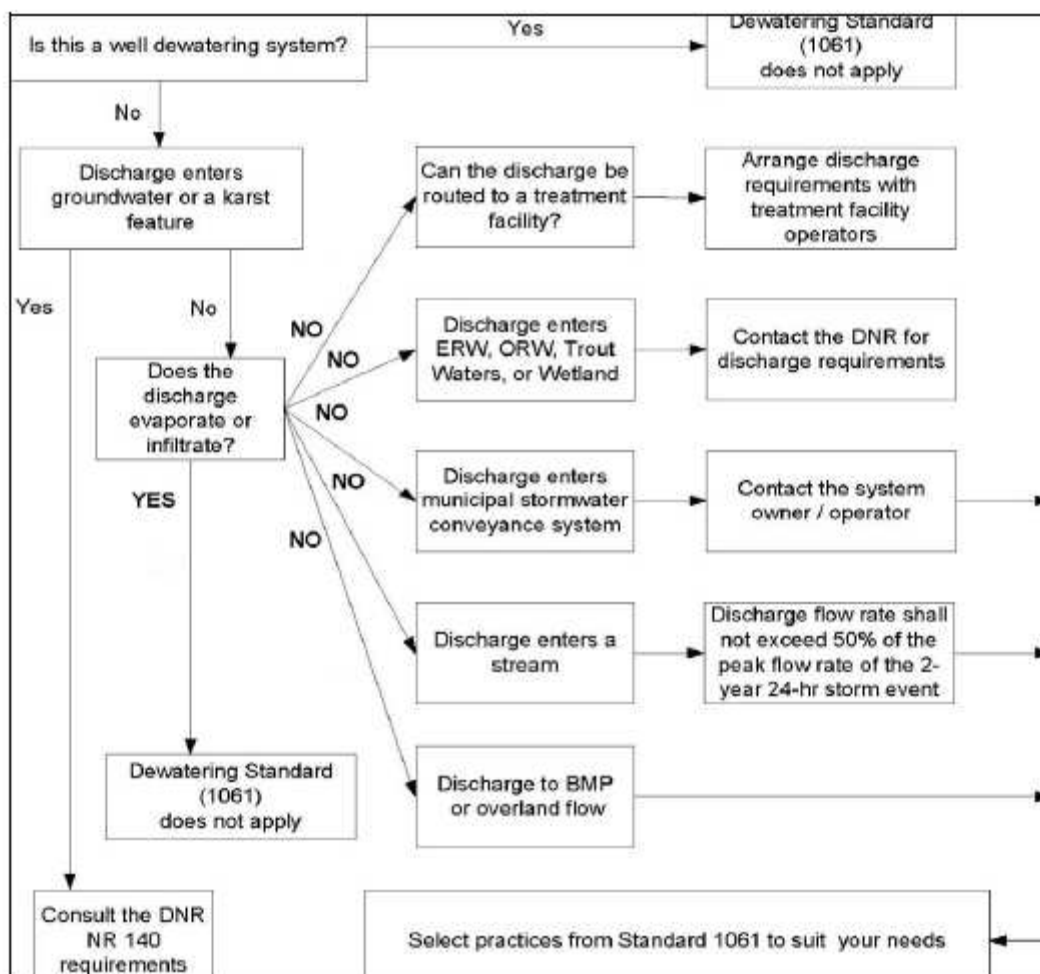 Is this a well dewatering system?
Yes
Dewatering Standard
(1061)
does not apply
No
Discharge enters
groundwater or a karst
feature
Can the discharge be
routed to a treatment
facility?
Arrange discharge
requirements with
treatment facility
operators
Yes
No
NO
Does the
discharge
evaporate or
infiltrate?
NO
Discharge enters
ERW, ORW, Trout
Waters, or Wetland
Contact the DNR for
discharge requirements
NO
YES
NO
Discharge enters
municipal stormwater
conveyance system
Contact the system
owner / operator
NO
Discharge enters a
stream
Discharge flow rate shall
not exceed 50% of the
peak flow rate of the 2-
year 24-hr storm event
Dewatering Standard
(1061)
does not apply
Discharge to BMP
or overland flow
Consult the DNR
NR 140
requirements
Select practices from Standard 1061 to suit your needs